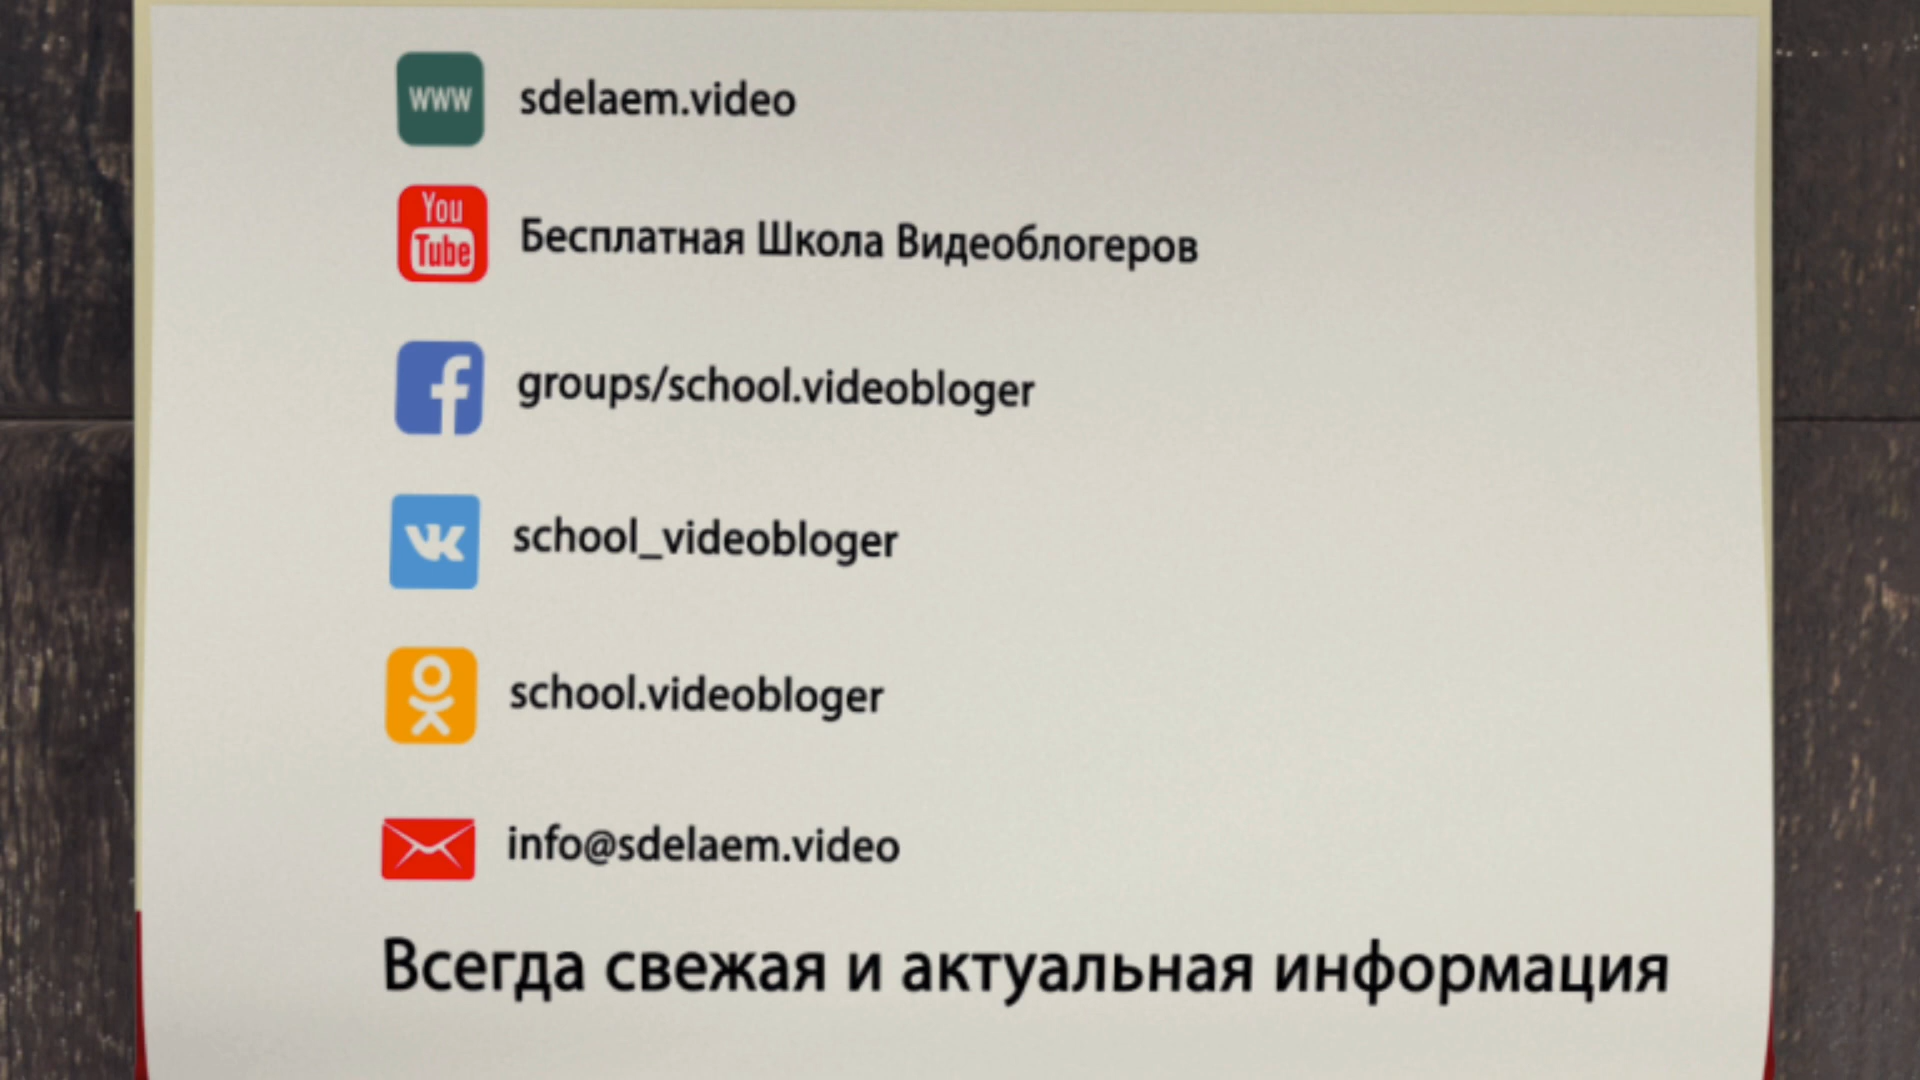 www sdelaem.video
You
Tube
Бесплатная Школа Видеоблогеров
groups/school.videobloger
school_videobloger
school.videobloger
info@sdelaem.video
Всегда свежая и актуальная информация